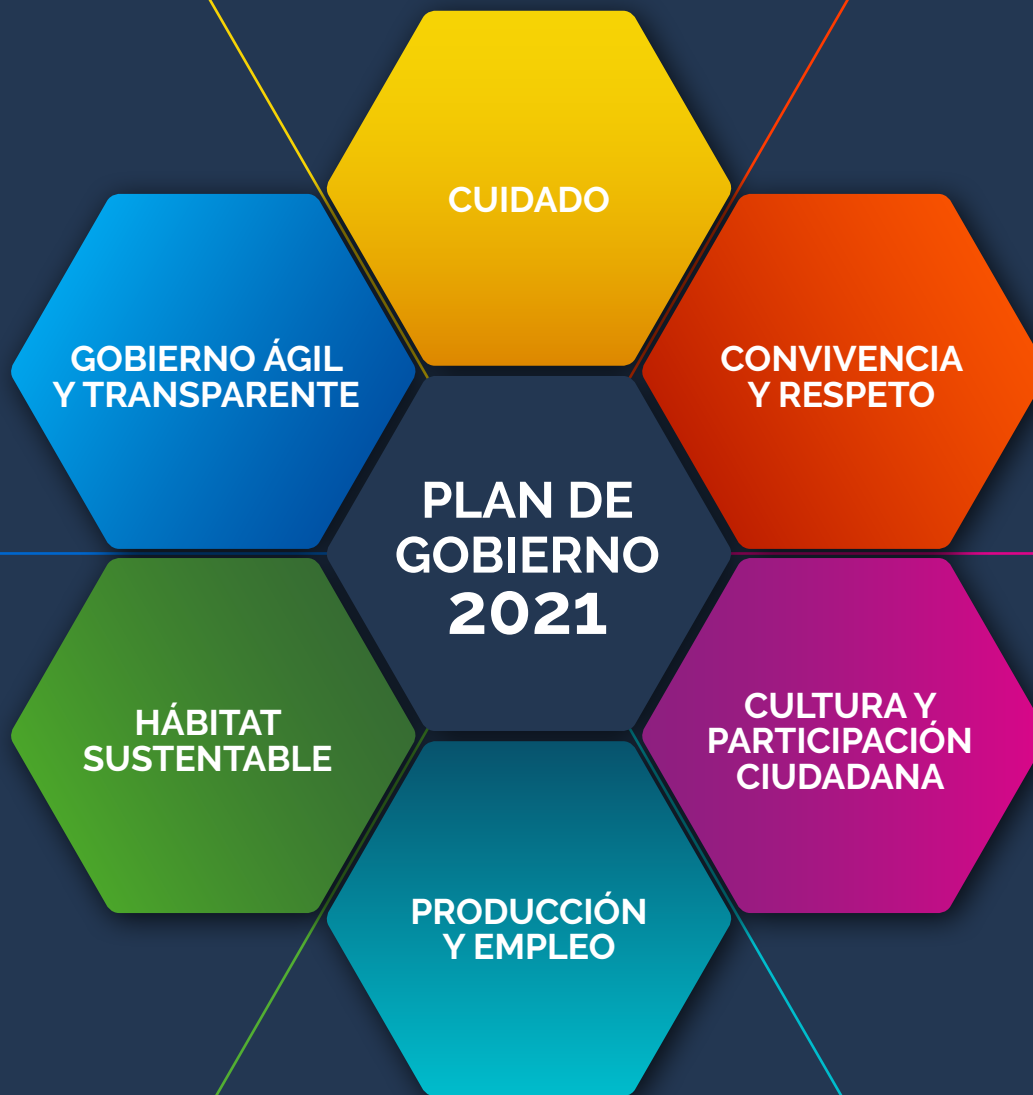 CUIDADO
GOBIERNO ÁGIL
Y TRANSPARENTE
CONVIVENCIA
Y RESPETO
PLAN DE
GOBIERNO
2021
HÁBITAT
SUSTENTABLE
CULTURA Y
PARTICIPACIÓN
CIUDADANA
PRODUCCIÓN
Y EMPLEO